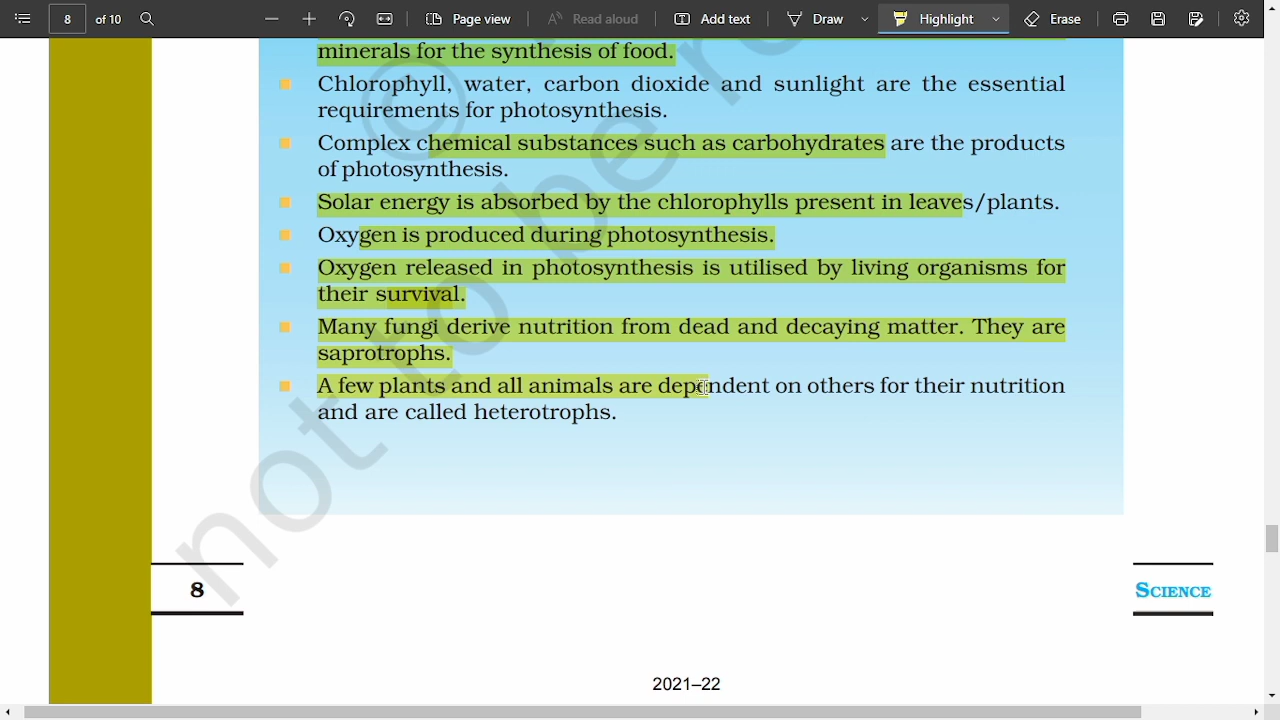 8 of 10 Page view Read aloud Add text Draw Highlight Erase
minerals for the synthesis of food.
Chlorophyll, water, carbon dioxide and sunlight are the essential
requirements for photosynthesis.
Complex chemical substances such as carbohydrates are the products
of photosynthesis.
Solar energy is absorbed by the chlorophylls present in leaves/plants.
Oxygen is produced during photosynthesis.
Oxygen released in photosynthesis is utilised by living organisms for
their survival.
Many fungi derive nutrition from dead and decaying matter. They are
saprotrophs.
A few plants and all animals are dependent on others for their nutrition
and are called heterotrophs.
©
not to be re
8
SCIENCE
2021–22